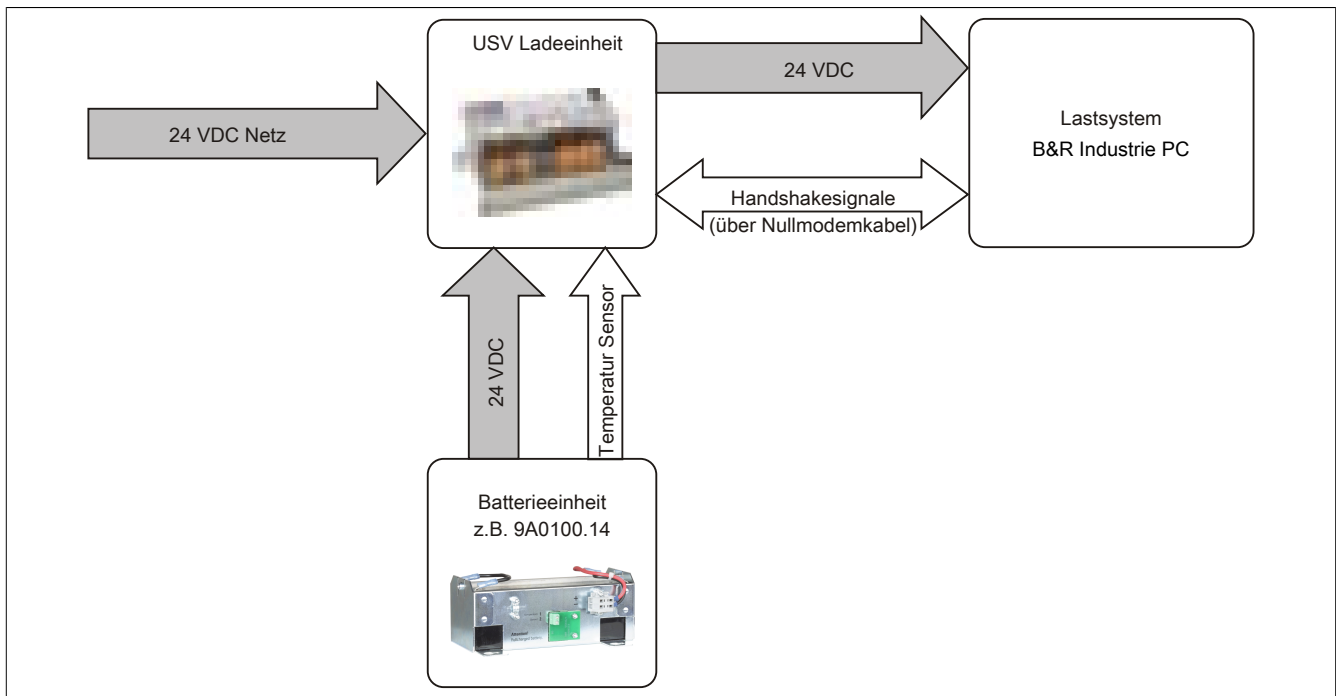 USV Ladeeinheit
24 VDC
24 VDC Netz
Lastsystem
B&R Industrie PC
Handshakesignale
(über Nullmodemkabel)
24 VDC
Temperatur Sensor
Batterieeinheit
z.B. 9A0100.14